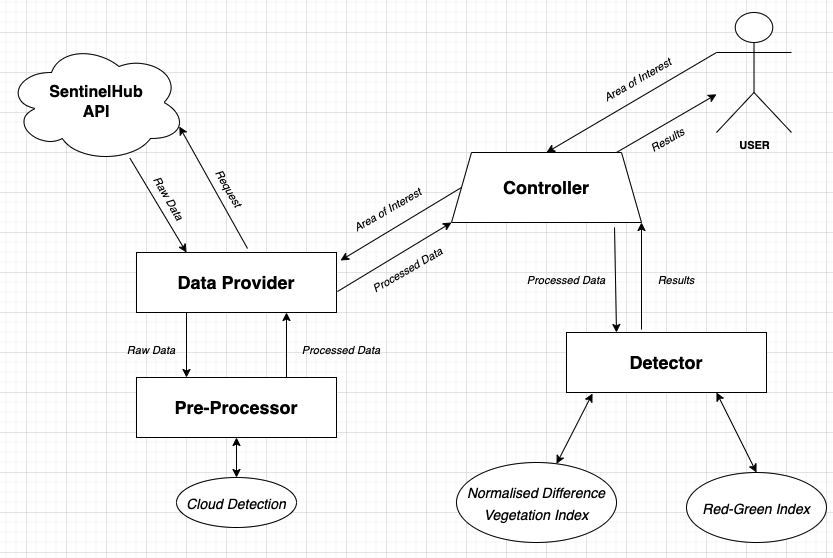 SentinelHub
API
Area of Interest
Results
USER
Raw Data
Request
Controller
Area of Interest
Processed Data
Data Provider
Processed Data
Results
Raw Data
Processed Data
Detector
Pre-Processor
Cloud Detection
Normalised Difference
Vegetation Index
Red-Green Index